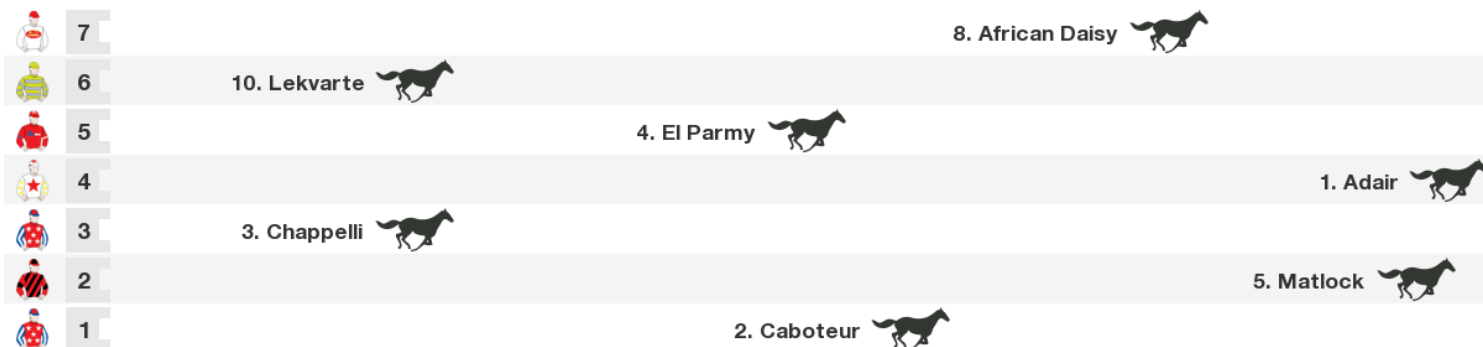 7 8. African Daisy
6 10. Lekvarte
5 4. El Parmy
4 1. Adair
3 3. Chappelli
2 5. Matlock
1 2. Caboteur